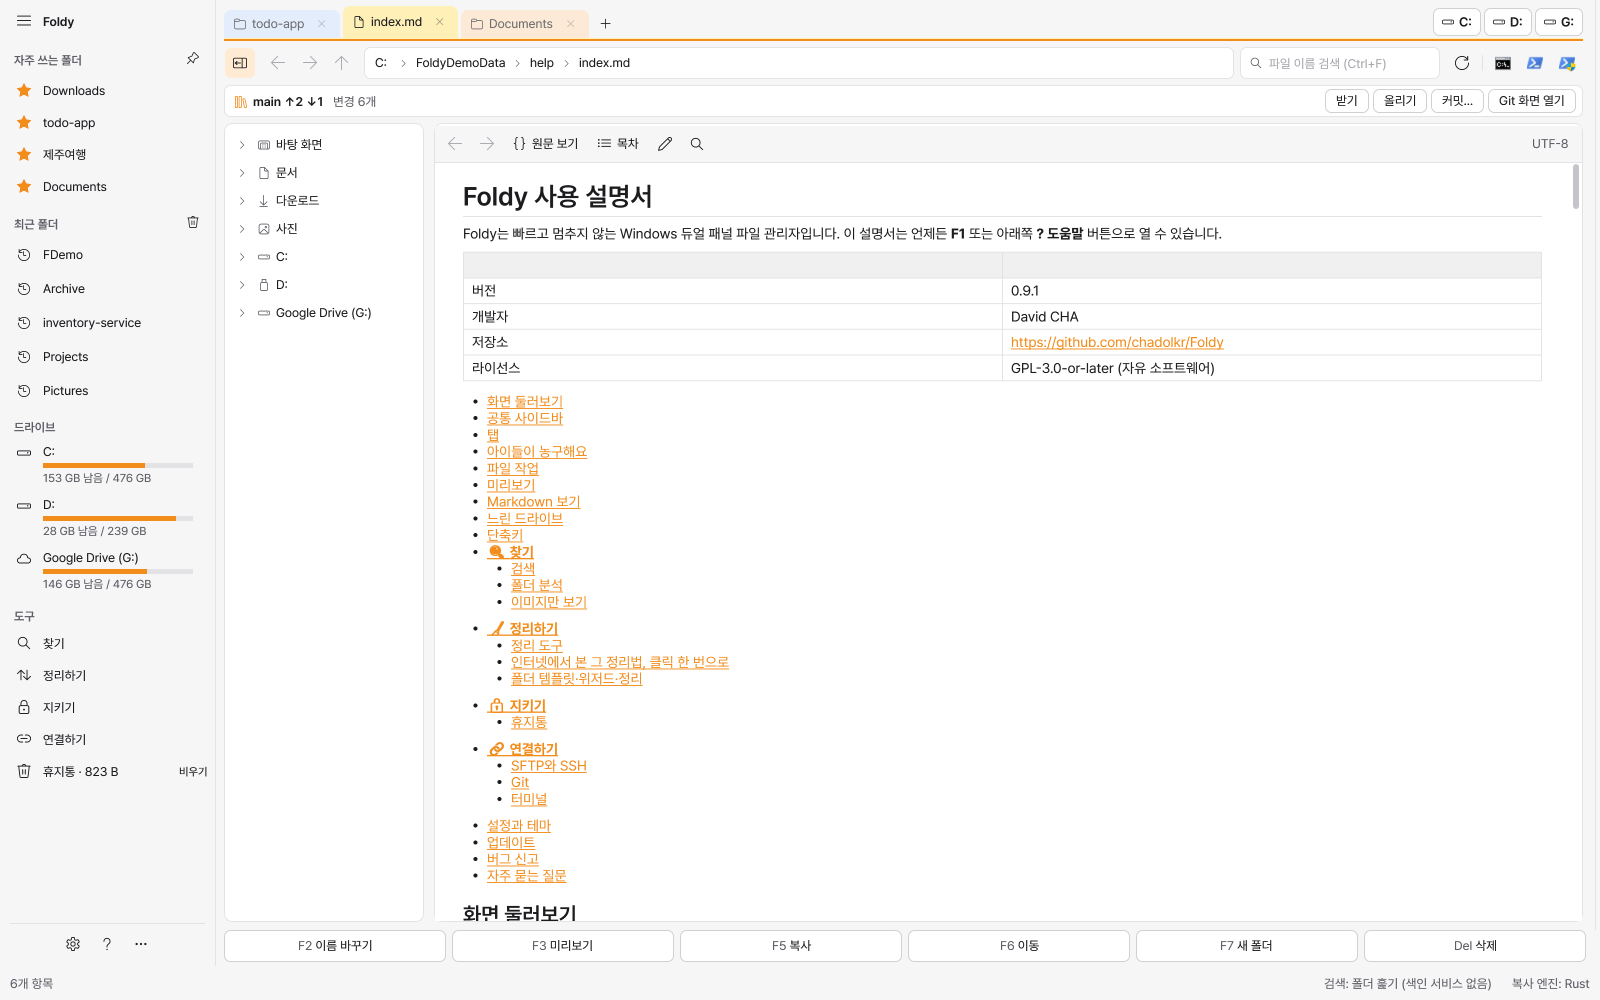 Foldy
자주 쓰는 폴더
Downloads
todo-app
제주여행
Documents
최근 폴더
FDemo
Archive
inventory-service
Projects
Pictures
드라이브
C:
153 GB 남음 / 476 GB
D:
28 GB 남음 / 239 GB
Google Drive (G:)
146 GB 남음 / 476 GB
도구
찾기
정리하기
지키기
연결하기
휴지통 · 823 B 비우기
todo-app index.md Documents
C: D: G:
C: FoldyDemoData help index.md
파일 이름 검색 (Ctrl+F)
main ↑2 ↓1 변경 6개
받기 올리기 커밋... Git 화면 열기
바탕 화면
문서
다운로드
사진
C:
D:
Google Drive (G:)
{} 원문 보기 목차 UTF-8
Foldy 사용 설명서
Foldy는 빠르고 멈추지 않는 Windows 듀얼 패널 파일 관리자입니다. 이 설명서는 언제든 F1 또는 아래쪽 ? 도움말 버튼으로 열 수 있습니다.
버전 0.9.1
개발자 David CHA
저장소 https://github.com/chadolkr/Foldy
라이선스 GPL-3.0-or-later (자유 소프트웨어)
화면 둘러보기
공통 사이드바
탭
아이들이 농구해요
파일 작업
미리보기
Markdown 보기
느린 드라이브
단축키
찾기
검색
폴더 분석
이미지만 보기
정리하기
정리 도구
인터넷에서 본 그 정리법, 클릭 한 번으로
폴더 템플릿·위저드·정리
지키기
휴지통
연결하기
SFTP와 SSH
Git
터미널
설정과 테마
업데이트
버그 신고
자주 묻는 질문
화면 둘러보기
F2 이름 바꾸기 F3 미리보기 F5 복사 F6 이동 F7 새 폴더 Del 삭제
6개 항목
검색: 폴더 훑기 (색인 서비스 없음) 복사 엔진: Rust